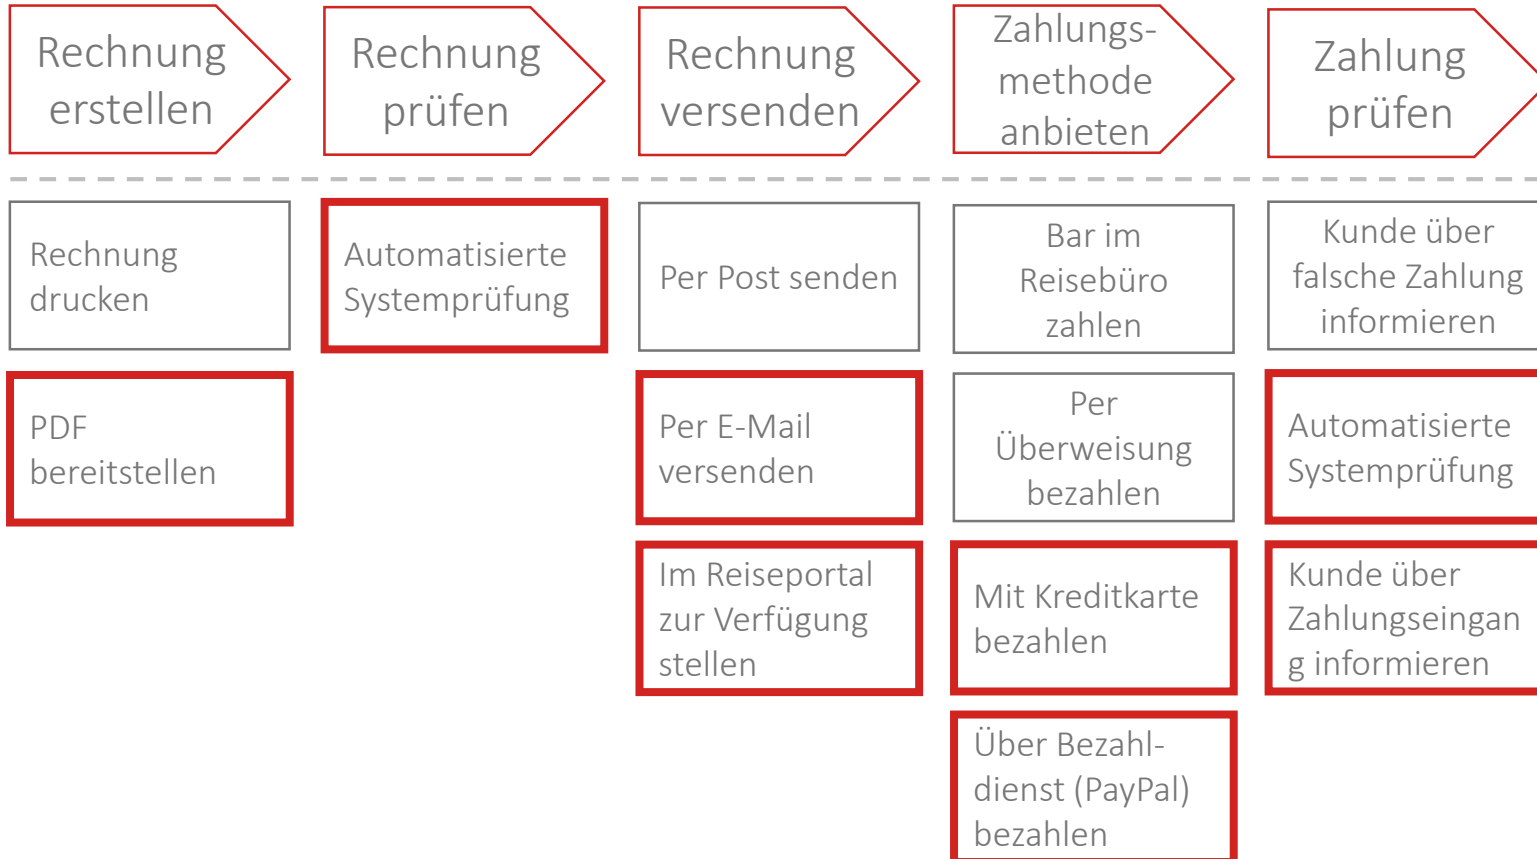 Rechnung
erstellen
Rechnung
prüfen
Rechnung
versenden
Zahlungs-
methode
anbieten
Zahlung
prüfen
Rechnung
drucken
Automatisierte
Systemprüfung
Per Post senden
Bar im
Reisebüro
zahlen
Kunde über
falsche Zahlung
informieren
PDF
bereitstellen
Per E-Mail
versenden
Per
Überweisung
bezahlen
Automatisierte
Systemprüfung
Im Reiseportal
zur Verfügung
stellen
Mit Kreditkarte
bezahlen
Kunde über
Zahlungseingan
g informieren
Über Bezahl-
dienst (PayPal)
bezahlen